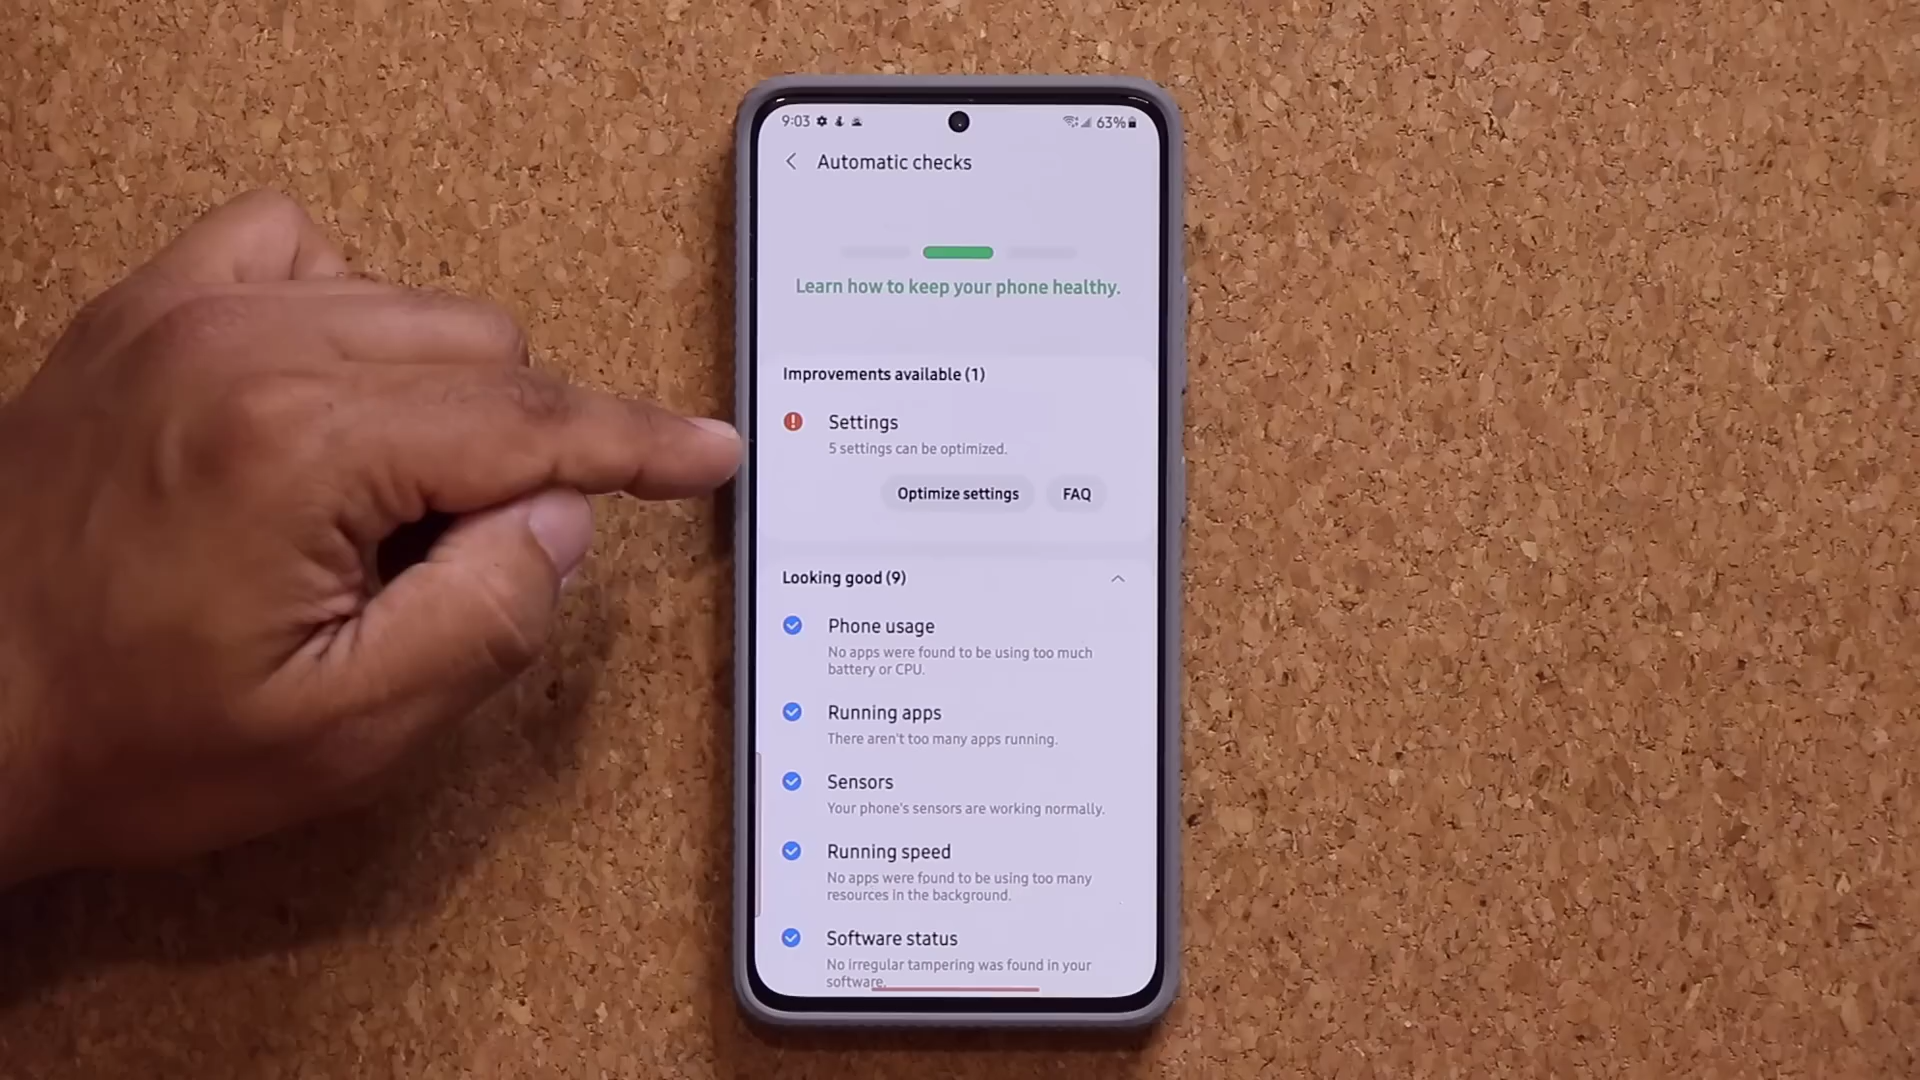 9:03 63%
Automatic checks
Learn how to keep your phone healthy.
Improvements available (1)
Settings
5 settings can be optimized.
Optimize settings FAQ
Looking good (9)
Phone usage
No apps were found to be using too much
battery or CPU.
Running apps
There aren't too many apps running.
Sensors
Your phone's sensors are working normally.
Running speed
No apps were found to be using too many
resources in the background.
Software status
No irregular tampering was found in your
software.